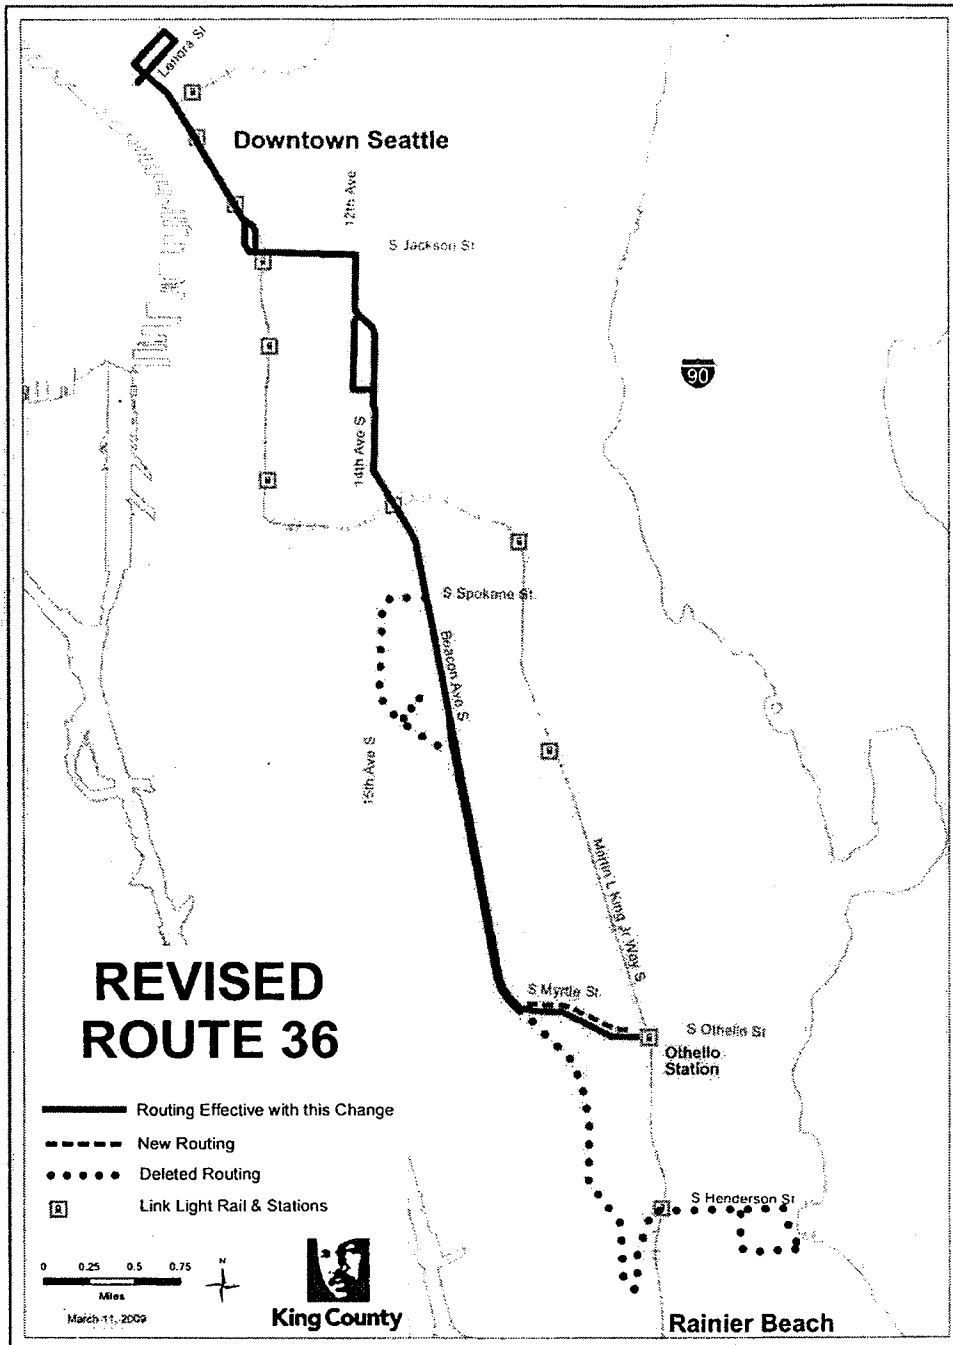 Lenora St
Downtown Seattle
12th Ave
S Jackson St
90
14th Ave S
S Spokane St.
Beacon Ave S
15th Ave S
Martin L King Jr Way S
S Myrtle St.
S Othello St
Othello
Station
REVISED
ROUTE 36
Routing Effective with this Change
New Routing
Deleted Routing
Link Light Rail & Stations
S Henderson St
0 0.25 0.5 0.75
Miles
N
March 11, 2009
King County
Rainier Beach